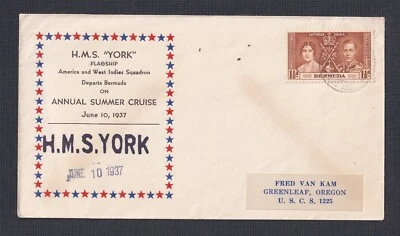 H.M.S. "YORK"
FLAGSHIP
America and West Indies Squadron
Departs Bermuda
ON
ANNUAL SUMMER CRUISE
June 10, 1937
H.M.S. YORK
JUNE 10 1937
BERMUDA
FRED VAN KAM
GREENLEAF, OREGON
U. S. C. S. 1225